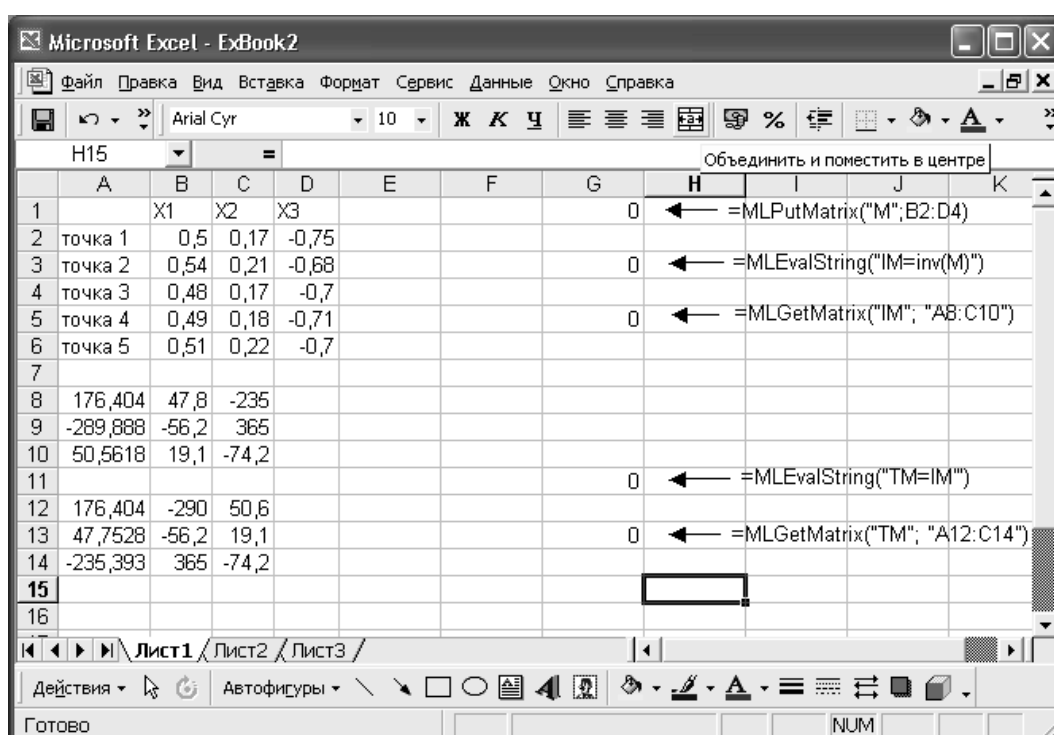 Microsoft Excel - ExBook2
Файл Правка Вид Вставка Формат Сервис Данные Окно Справка
Arial Cyr 10 Ж К Ч %
H15 =
Объединить и поместить в центре
A B C D E F G H I J K
1 X1 X2 X3 0 =MLPutMatrix("M";B2:D4)
2 точка 1 0,5 0,17 -0,75
3 точка 2 0,54 0,21 -0,68 0 =MLEvalString("IM=inv(M)")
4 точка 3 0,48 0,17 -0,7
5 точка 4 0,49 0,18 -0,71 0 =MLGetMatrix("IM"; "A8:C10")
6 точка 5 0,51 0,22 -0,7
7
8 176,404 47,8 -235
9 -289,888 -56,2 365
10 50,5618 19,1 -74,2
11 0 =MLEvalString("TM=IM'")
12 176,404 -290 50,6
13 47,7528 -56,2 19,1 0 =MLGetMatrix("TM"; "A12:C14")
14 -235,393 365 -74,2
15
16
Лист1 Лист2 Лист3
Действия Автофигуры
Готово NUM